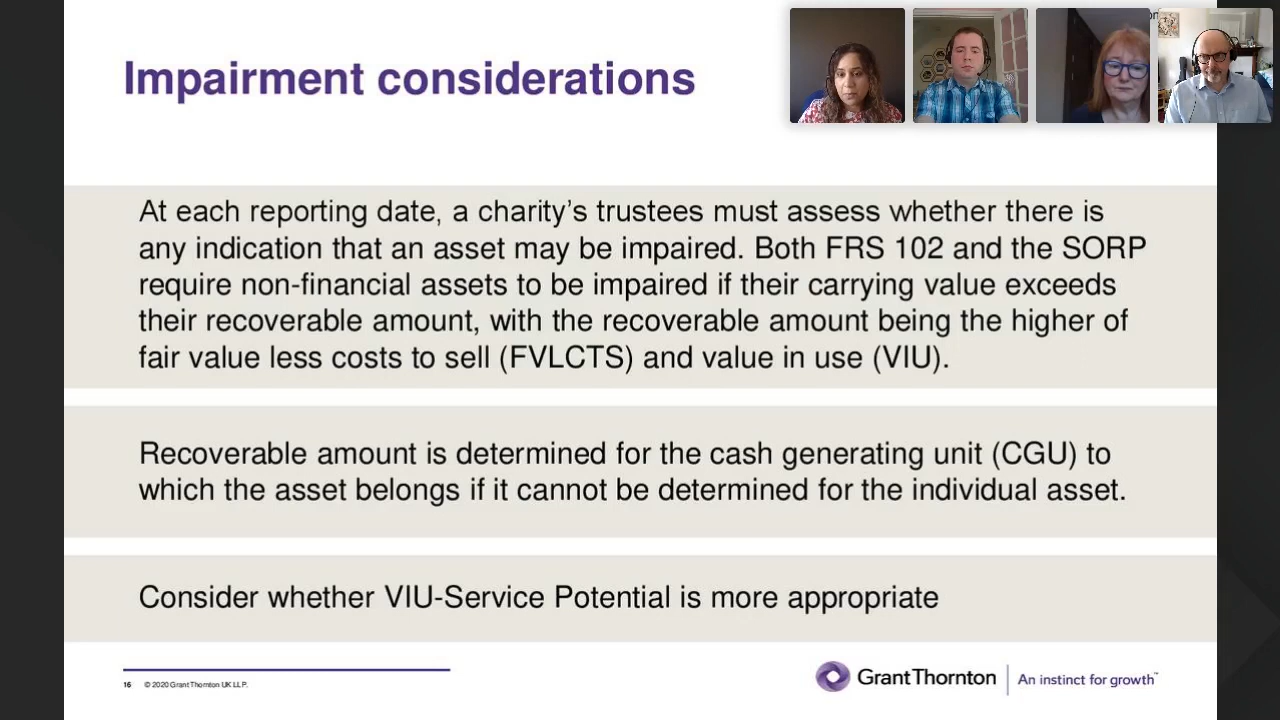 Impairment considerations
At each reporting date, a charity’s trustees must assess whether there is
any indication that an asset may be impaired. Both FRS 102 and the SORP
require non-financial assets to be impaired if their carrying value exceeds
their recoverable amount, with the recoverable amount being the higher of
fair value less costs to sell (FVLCTS) and value in use (VIU).
Recoverable amount is determined for the cash generating unit (CGU) to
which the asset belongs if it cannot be determined for the individual asset.
Consider whether VIU-Service Potential is more appropriate
16 © 2020 Grant Thornton UK LLP.
Grant Thornton An instinct for growth™